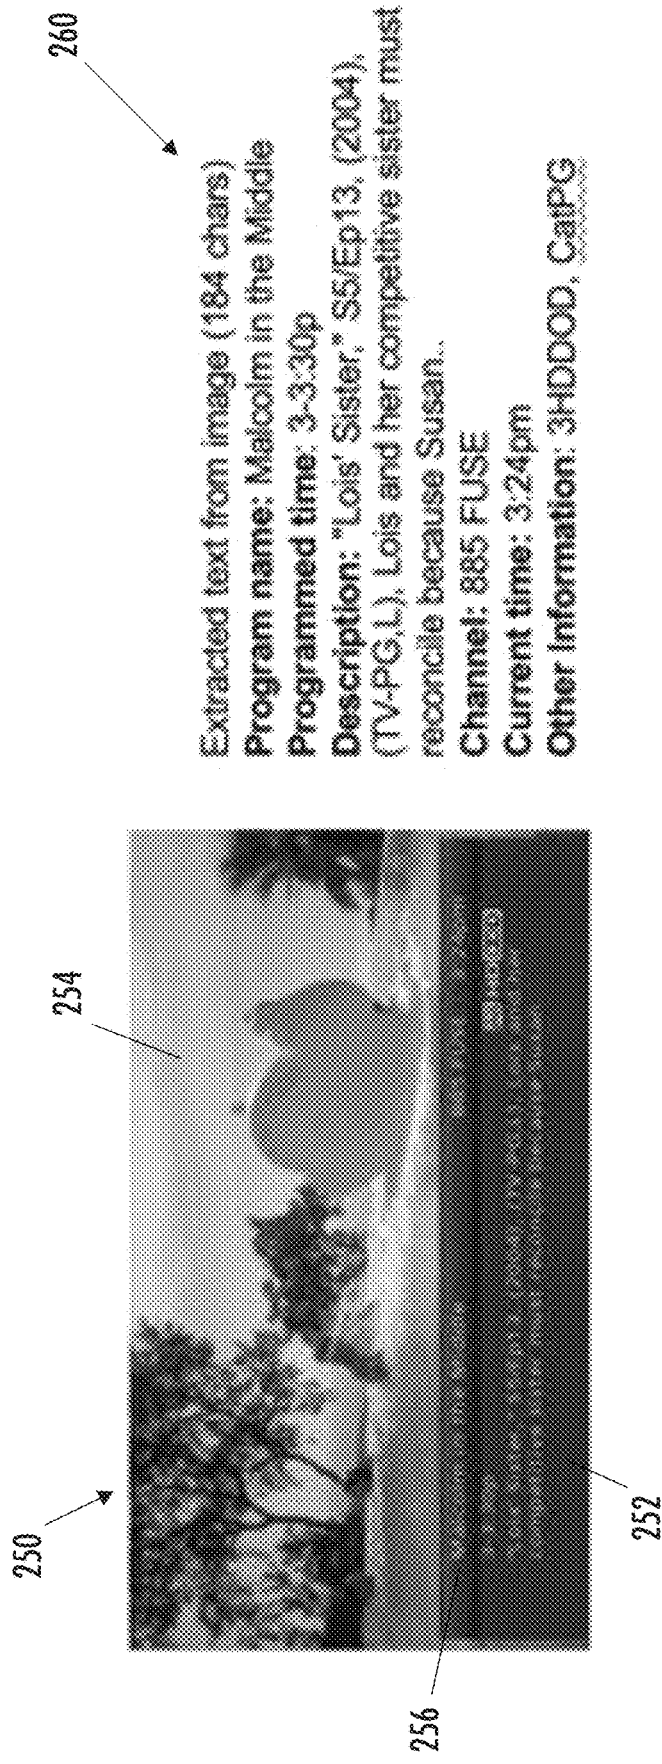 250
254
256
252
260
Extracted text from image (184 chars)
Program name: Malcolm in the Middle
Programmed time: 3-3:30p
Description: "Lois' Sister," S5/Ep13, (2004),
(TV-PG,L), Lois and her competitive sister must
reconcile because Susan...
Channel: 885 FUSE
Current time: 3:24pm
Other Information: 3HDDOD, CatPG